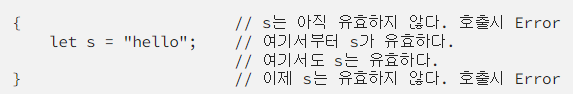 {                       // s는 아직 유효하지 않다. 호출시 Error
    let s = "hello";    // 여기서부터 s가 유효하다.
                        // 여기서도 s는 유효하다.
}                       // 이제 s는 유효하지 않다. 호출시 Error